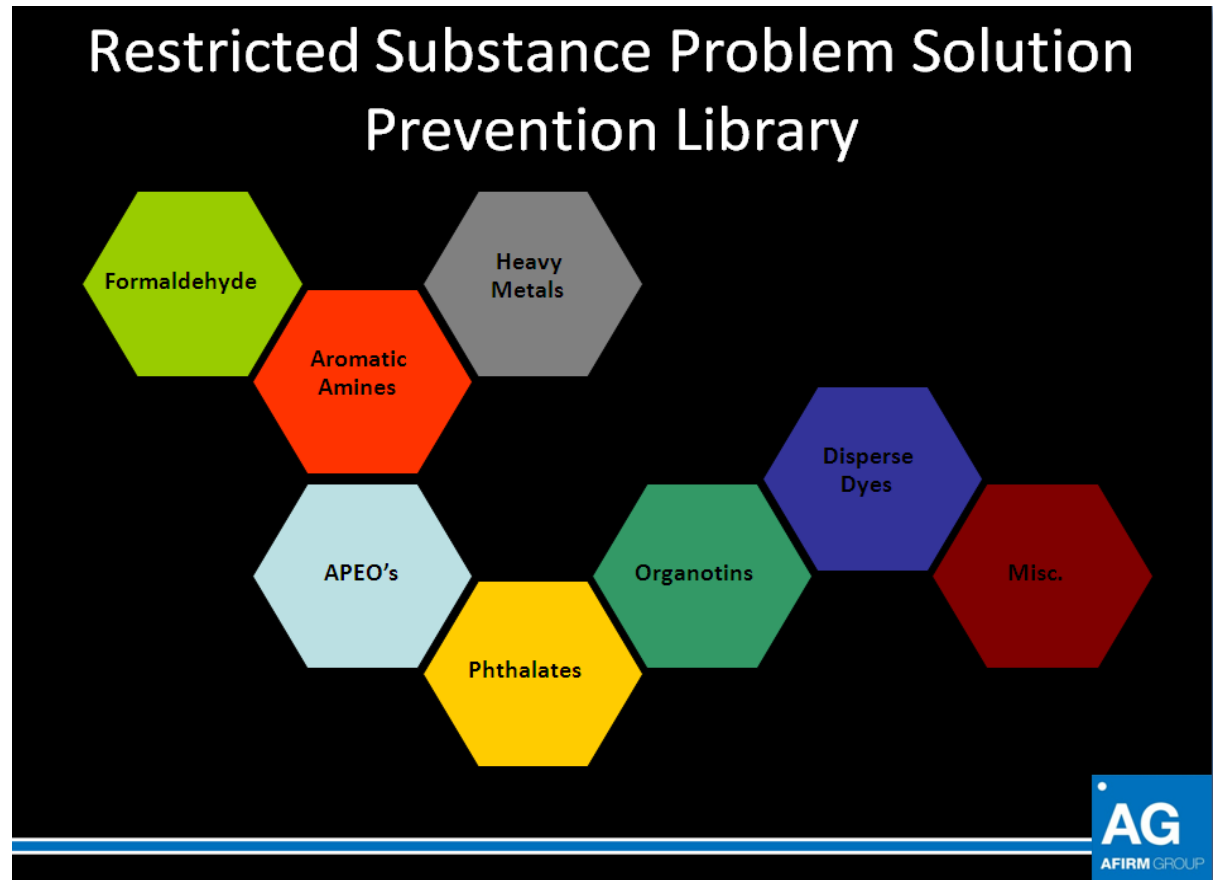 Restricted Substance Problem Solution
Prevention Library
Formaldehyde
Heavy
Metals
Aromatic
Amines
Disperse
Dyes
APEO's
Organotins
Misc.
Phthalates
AG
AFIRM GROUP